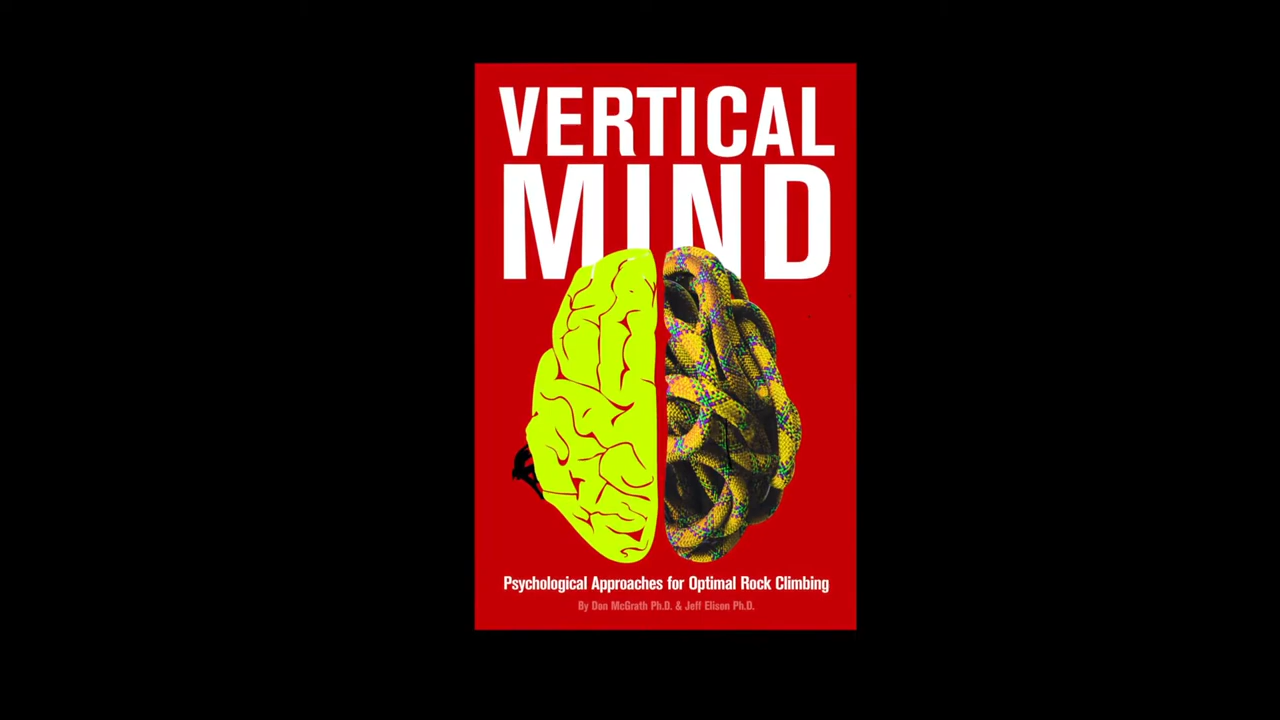 VERTICAL
MIND
Psychological Approaches for Optimal Rock Climbing
By Don McGrath Ph.D. & Jeff Elison Ph.D.